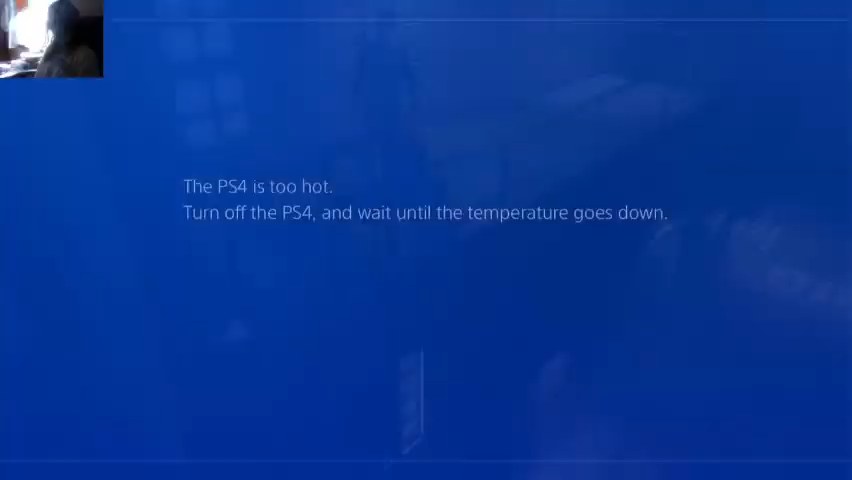 The PS4 is too hot.
Turn off the PS4, and wait until the temperature goes down.